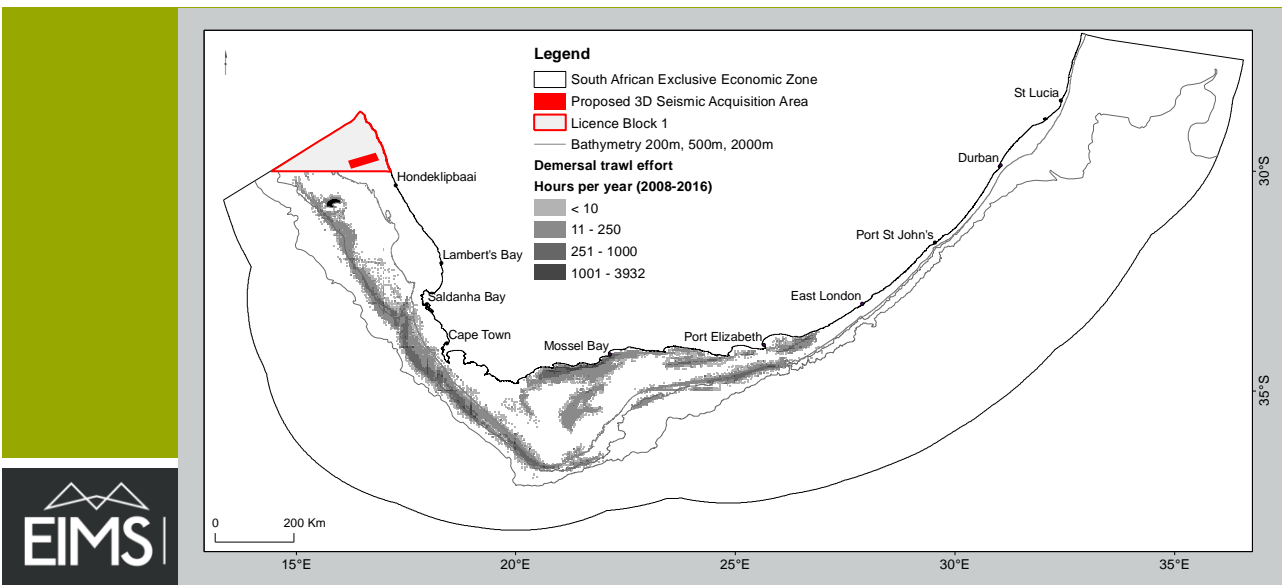 Legend
South African Exclusive Economic Zone
Proposed 3D Seismic Acquisition Area
Licence Block 1
Bathymetry 200m, 500m, 2000m
Demersal trawl effort
Hours per year (2008-2016)
< 10
11 - 250
251 - 1000
1001 - 3932
St Lucia
Durban
Port St John's
East London
Port Elizabeth
Mossel Bay
Hondeklipbaai
Lambert's Bay
Saldanha Bay
Cape Town
30°S
35°S
0 200 Km
15°E 20°E 25°E 30°E 35°E
EIMS